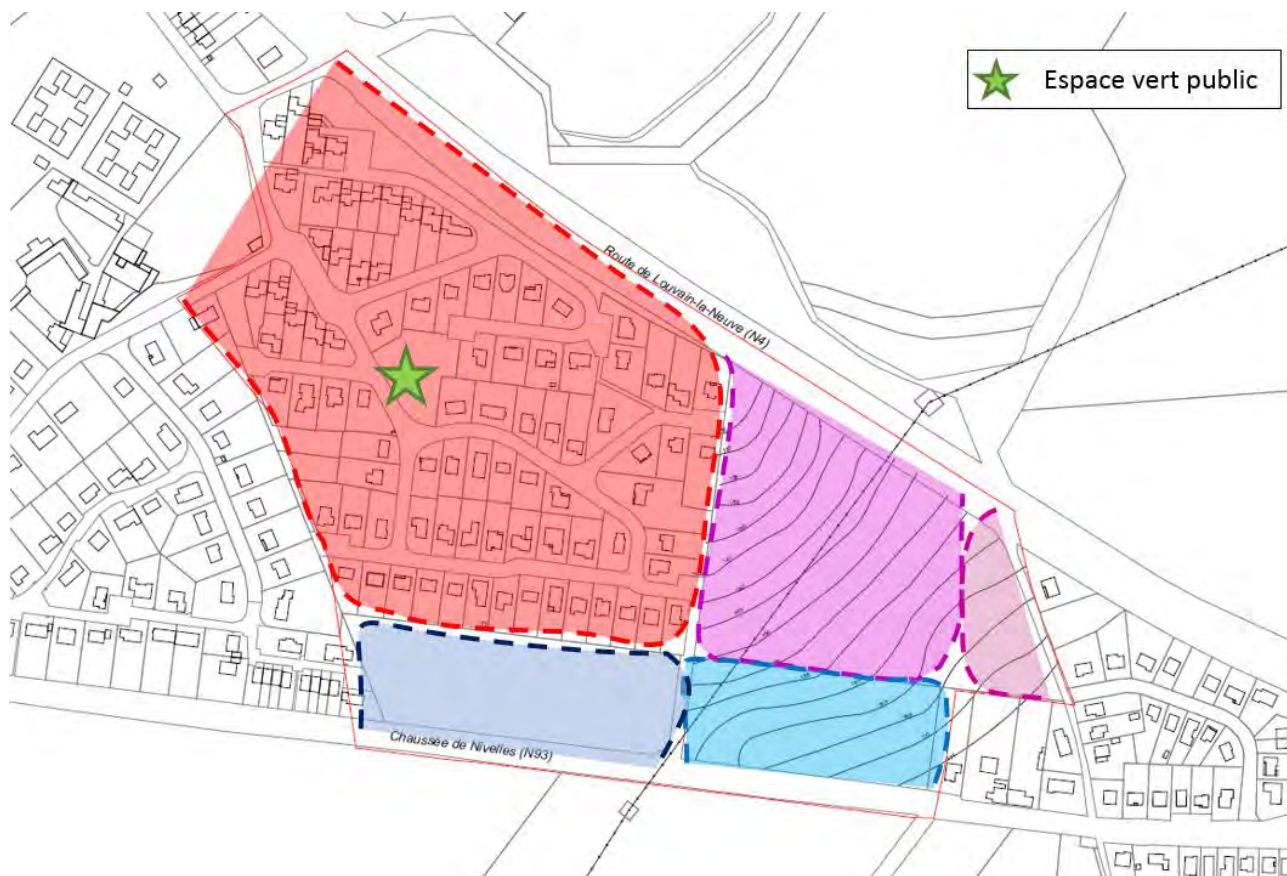 Espace vert public
Route de Louvain-la-Neuve (N4)
Chaussée de Nivelles (N93)